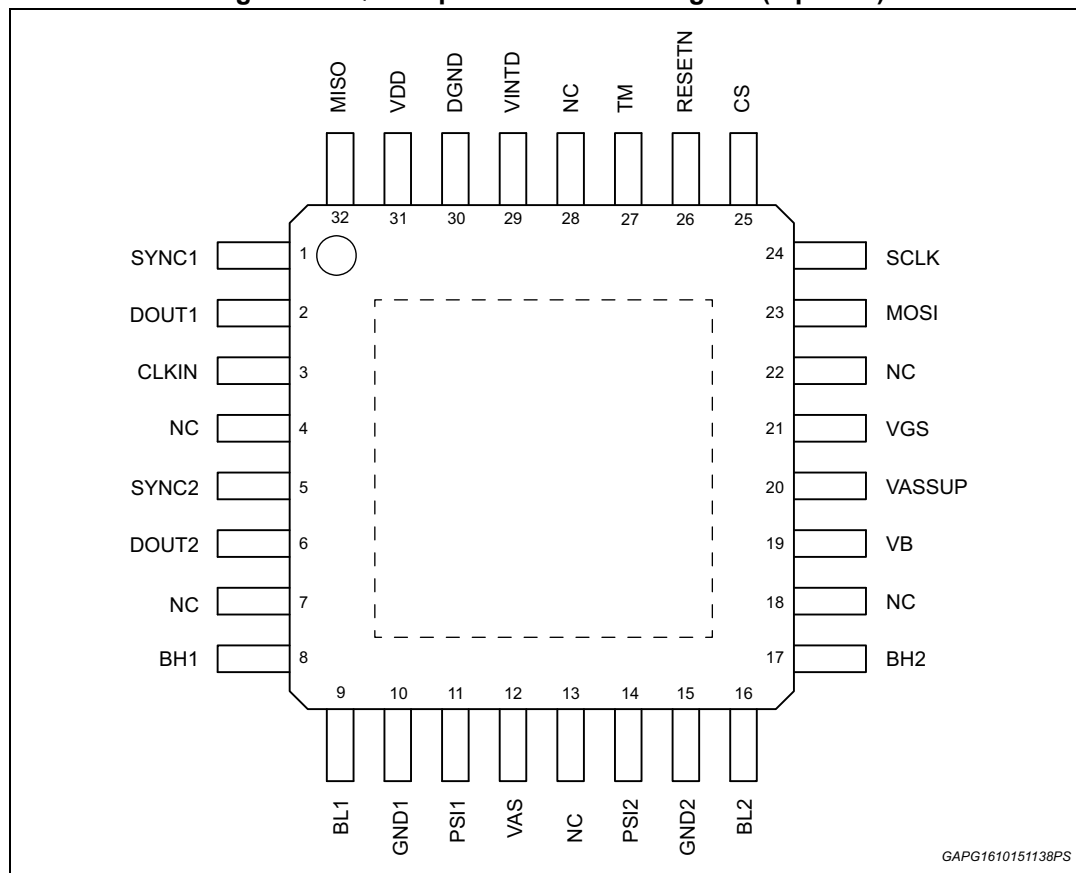 MISO
VDD
DGND
VINTD
NC
TM
RESETN
CS
32
31
30
29
28
27
26
25
SYNC1 1
DOUT1 2
CLKIN 3
NC 4
SYNC2 5
DOUT2 6
NC 7
BH1 8
24 SCLK
23 MOSI
22 NC
21 VGS
20 VASSUP
19 VB
18 NC
17 BH2
9
10
11
12
13
14
15
16
BL1
GND1
PSI1
VAS
NC
PSI2
GND2
BL2
GAPG1610151138PS